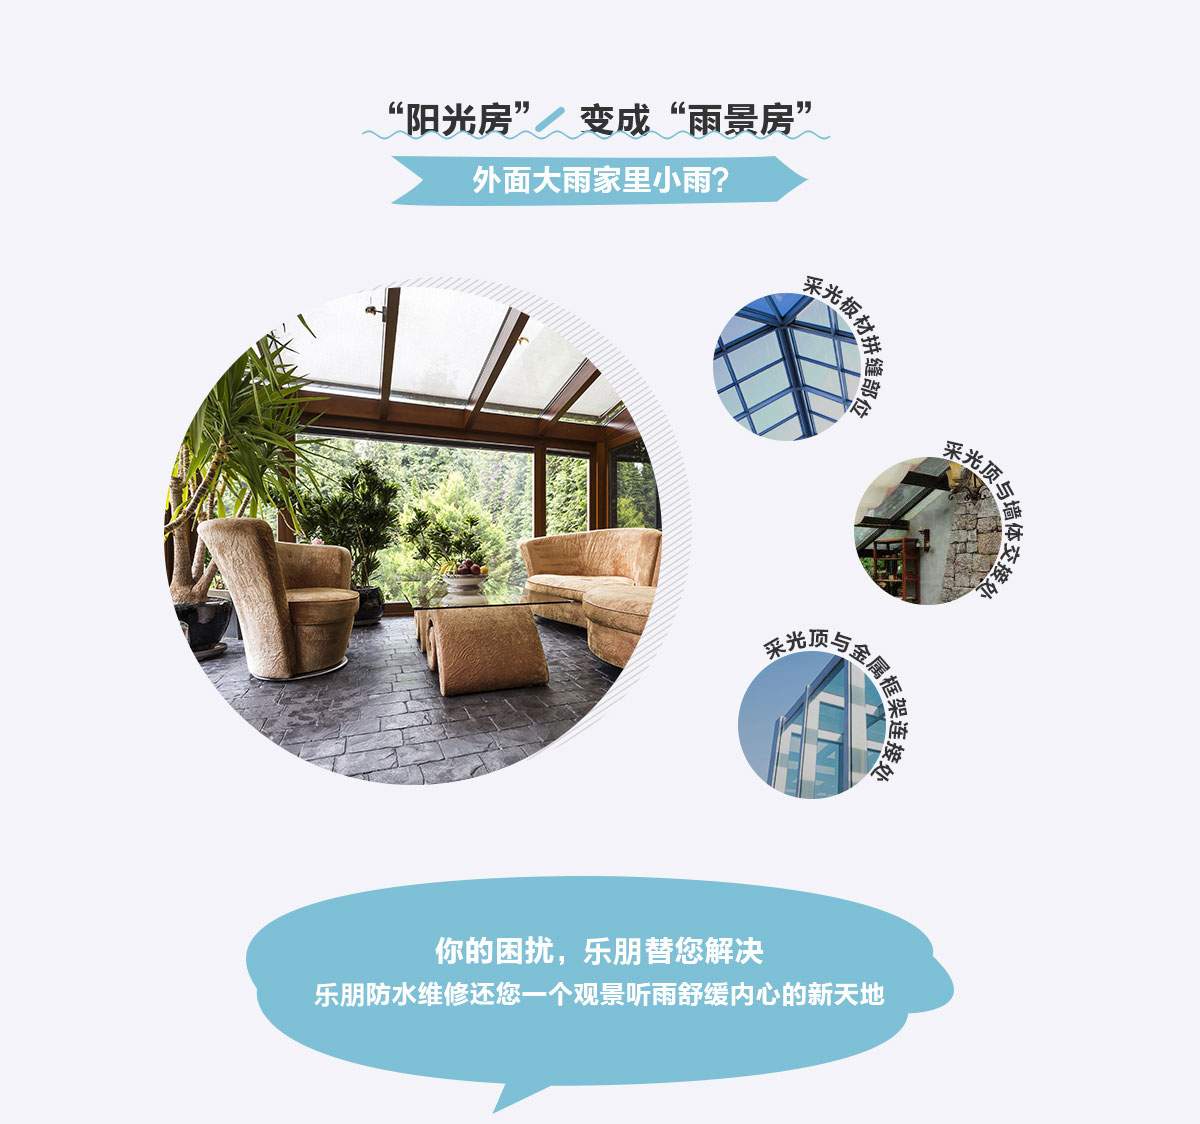 “阳光房” 变成 “雨景房”
外面大雨家里小雨?
采光板材拼缝部位
采光顶与墙体交接处
采光顶与金属框架连接处
你的困扰，乐朋替您解决
乐朋防水维修还您一个观景听雨舒缓内心的新天地